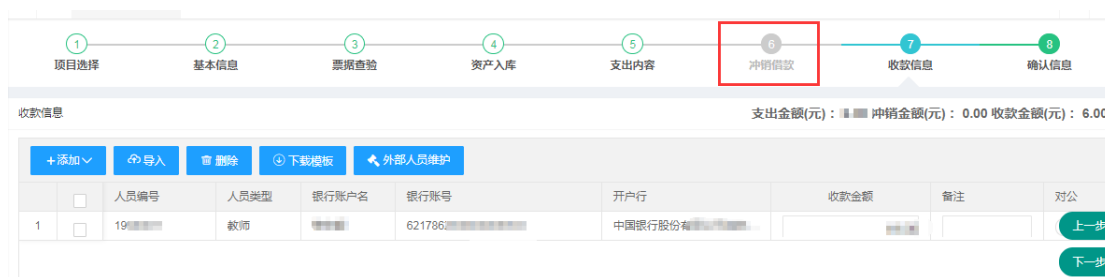 1 2 3 4 5 6 7 8
项目选择 基本信息 票据查验 资产入库 支出内容 冲销借款 收款信息 确认信息
收款信息 支出金额(元)： 冲销金额(元)：0.00 收款金额(元)：6.00
+添加 导入 删除 下载模板 外部人员维护
人员编号 人员类型 银行账户名 银行账号 开户行 收款金额 备注 对公
1 19 教师 621786 中国银行股份有 上一步
下一步